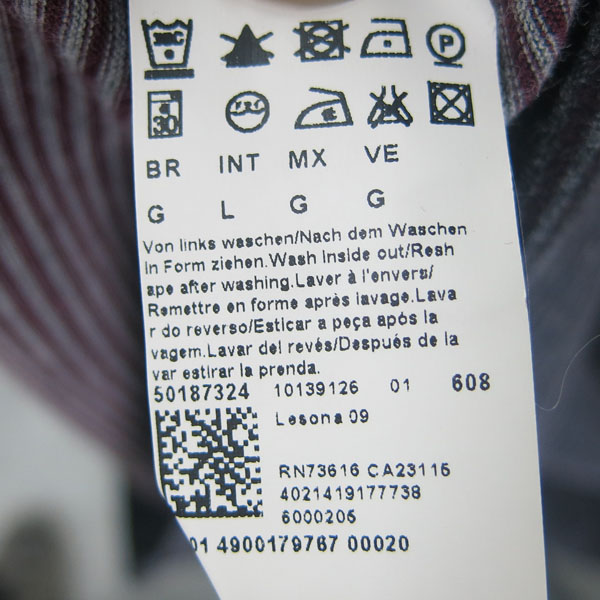 30C
P
30
BR INT MX VE
G L G G
Von links waschen/Nach dem Waschen
in Form ziehen.Wash inside out/Resh
ape after washing.Laver à l'envers/
Remettre en forme après lavage.Lava
r do reverso/Esticar a peça após la
vagem.Lavar del revés/Después de la
var estirar la prenda.
50187324 10139126 01 608
Lesona 09
RN73616 CA23115
4021419177738
6000205
01 4900179767 00020